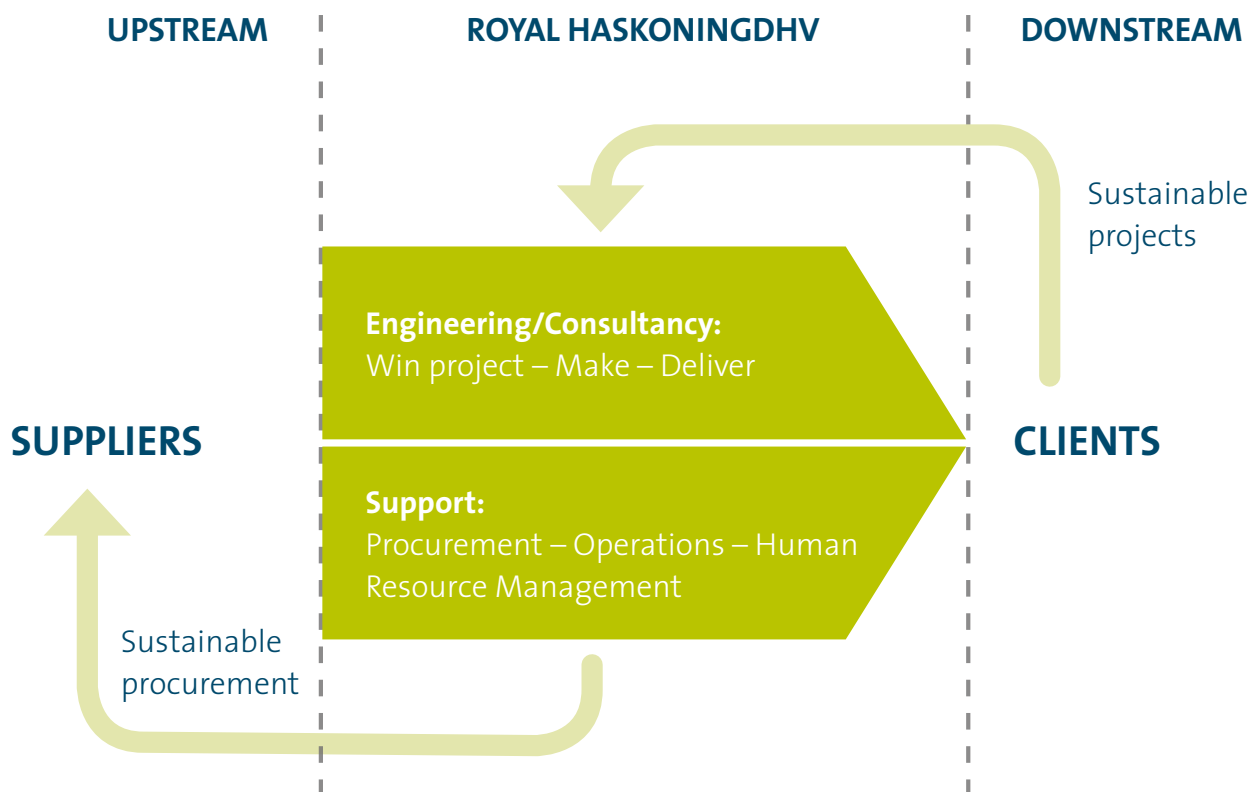 UPSTREAM
ROYAL HASKONINGDHV
DOWNSTREAM
Sustainable
projects
Engineering/Consultancy:
Win project – Make – Deliver
SUPPLIERS
CLIENTS
Support:
Procurement – Operations – Human
Resource Management
Sustainable
procurement